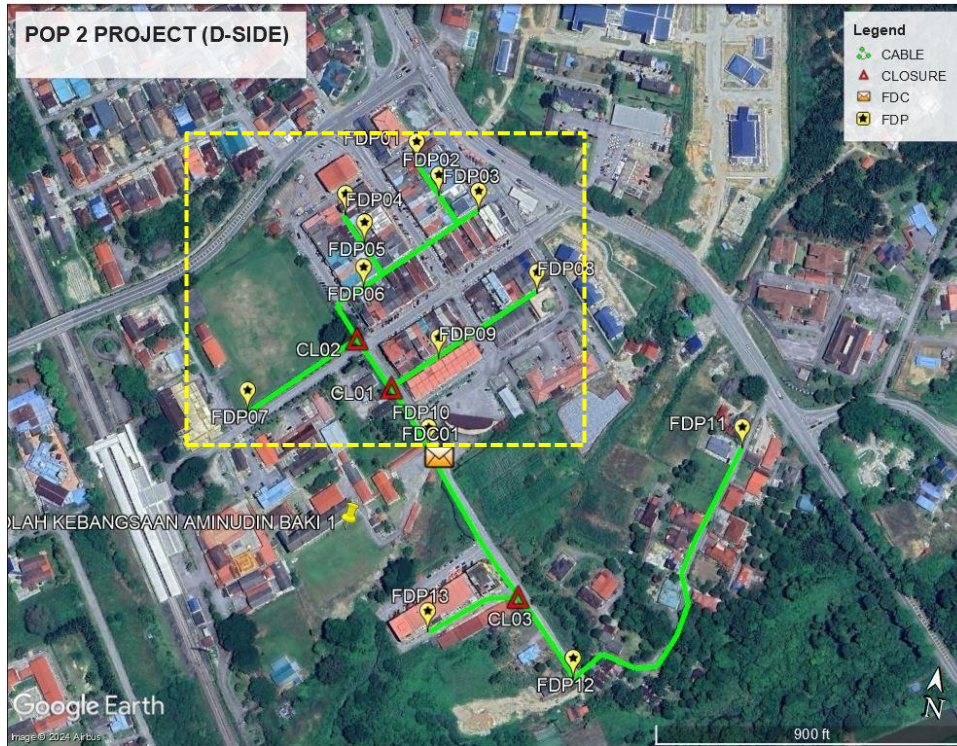 POP 2 PROJECT (D-SIDE)
Legend
CABLE
CLOSURE
FDC
FDP
FDP01
FDP02
FDP03
FDP04
FDP05
FDP06
FDP08
FDP09
CL02
CL01
FDP07
FDP10
FDC01
FDP11
OLAH KEBANGSAAN AMINUDIN BAKI 1
FDP13
CL03
FDP12
Google Earth
Image © 2024 Airbus
900 ft
N